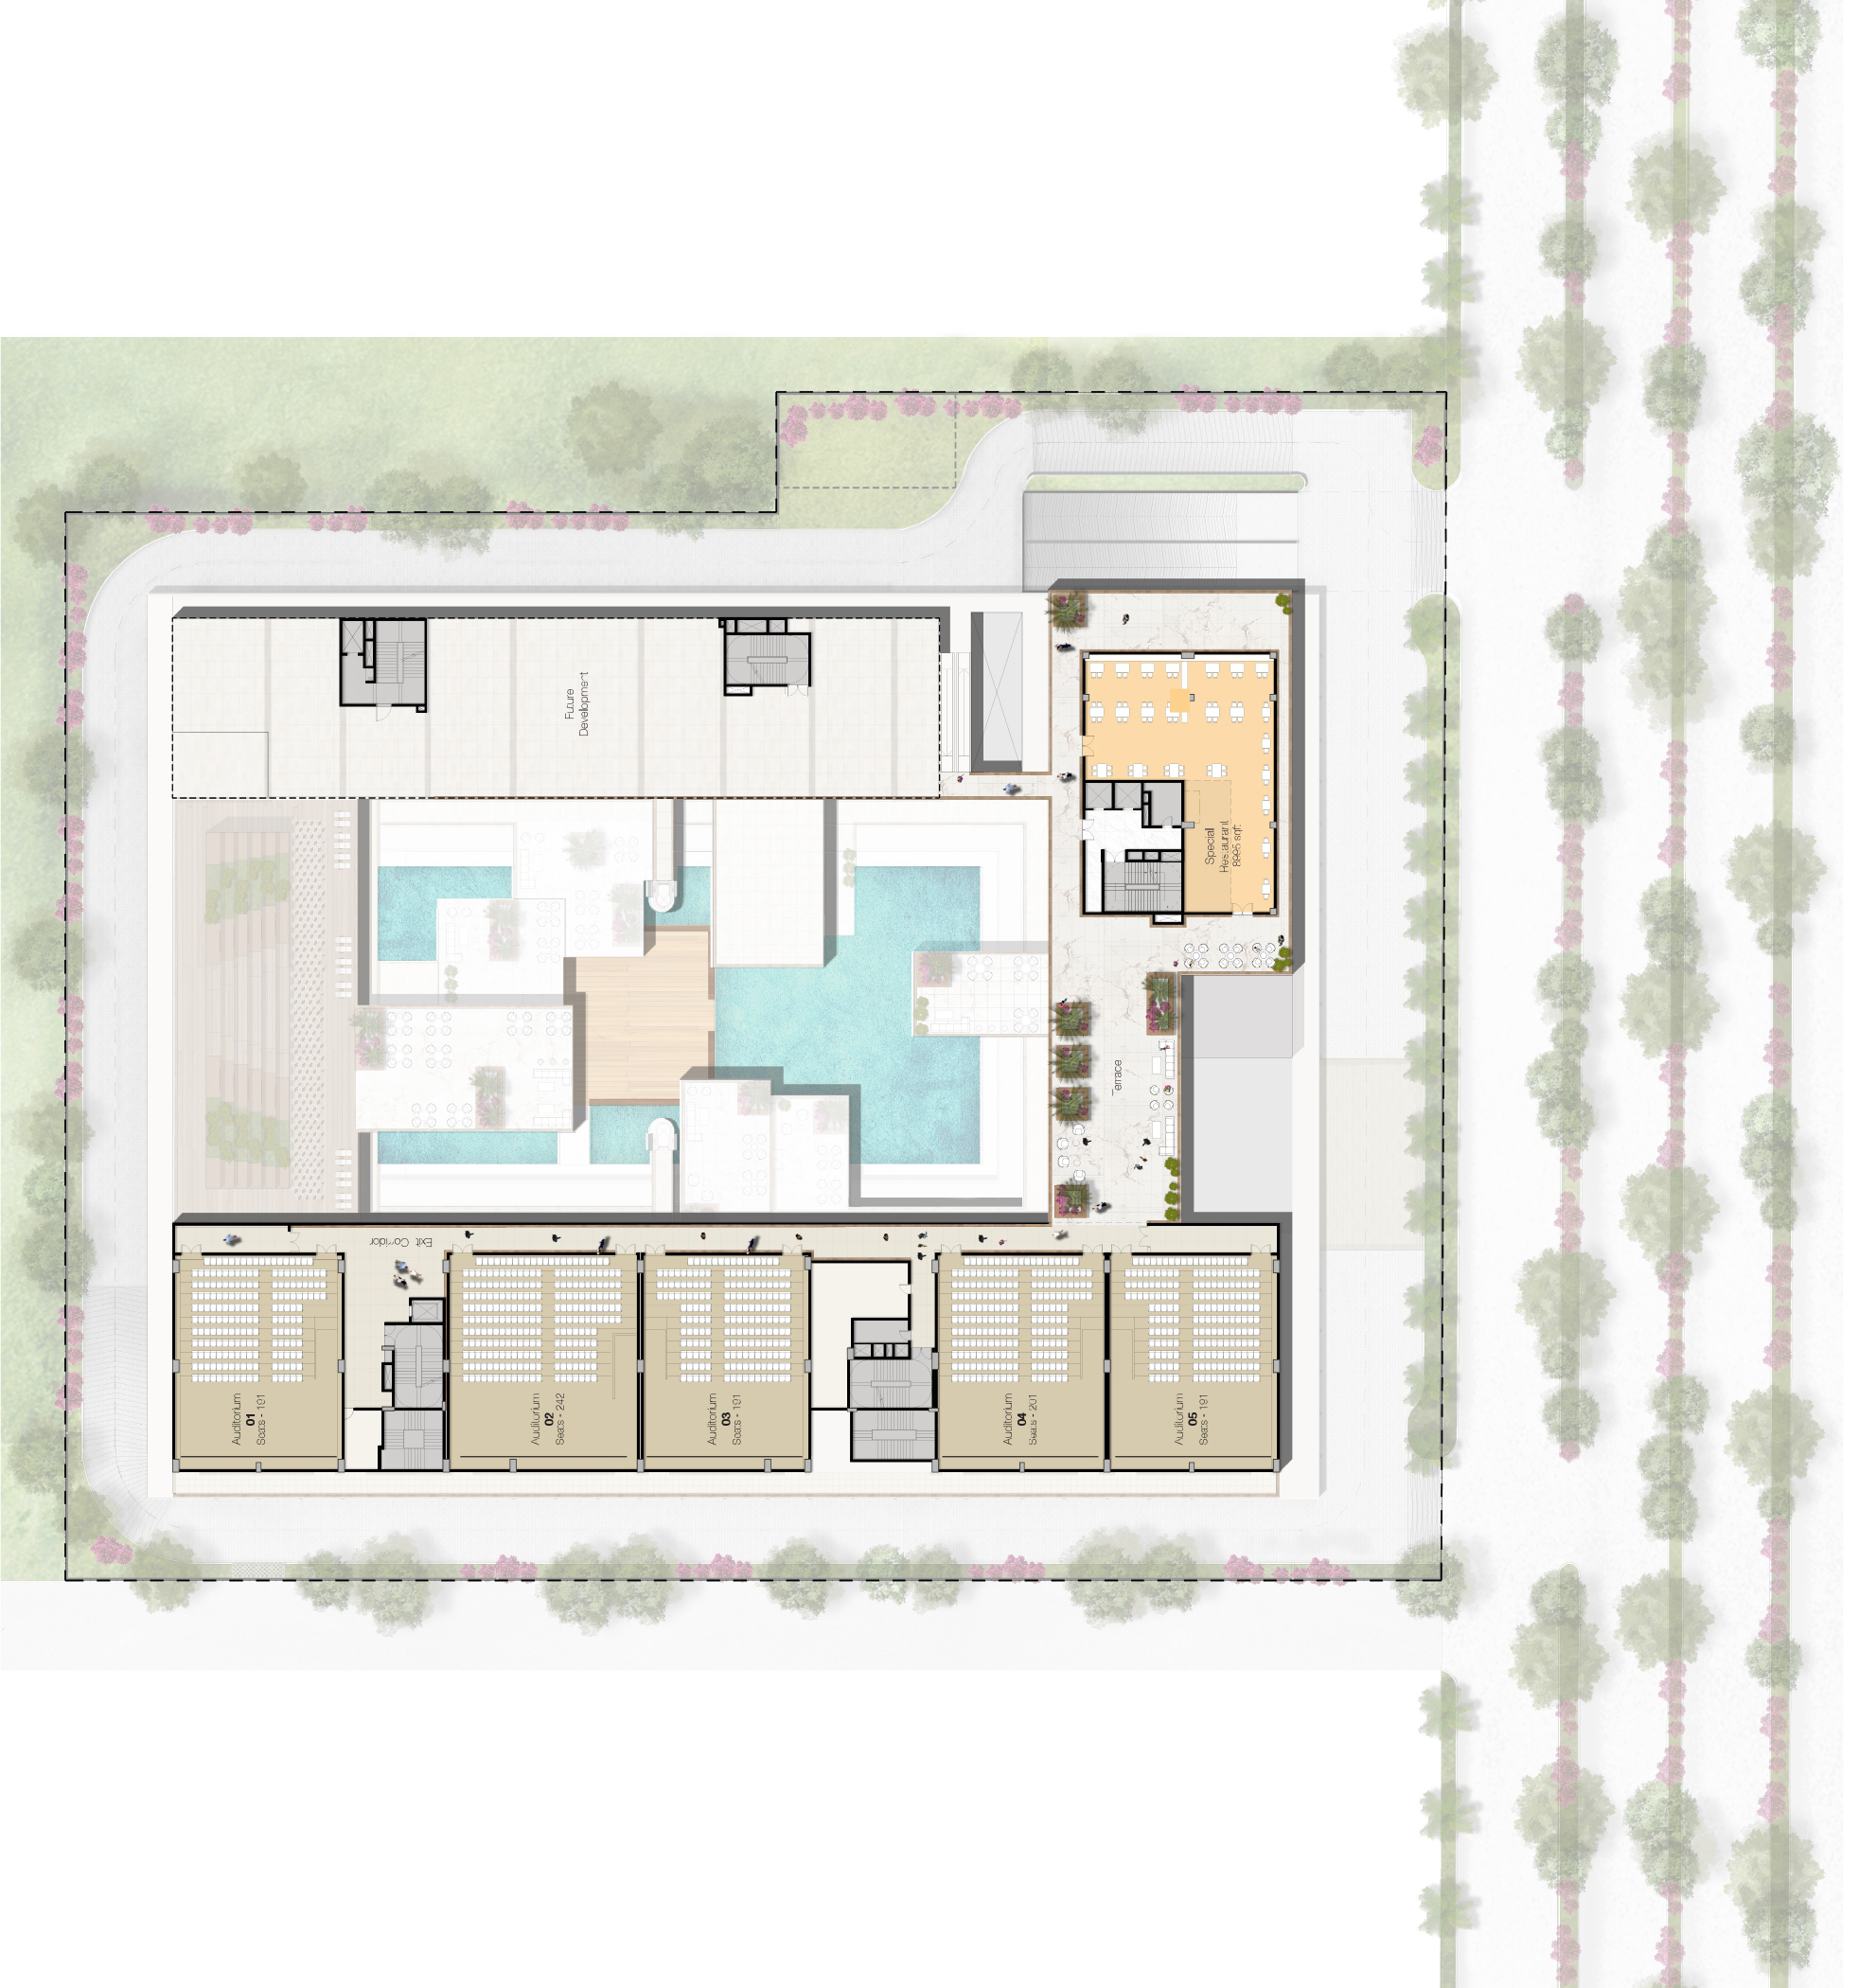 Future
Development
Special
Restaurant
8995 sqft
Terrace
Exit Corridor
Auditorium
01
Seats - 191
Auditorium
02
Seats - 242
Auditorium
03
Seats - 191
Auditorium
04
Seats - 201
Auditorium
05
Seats - 191